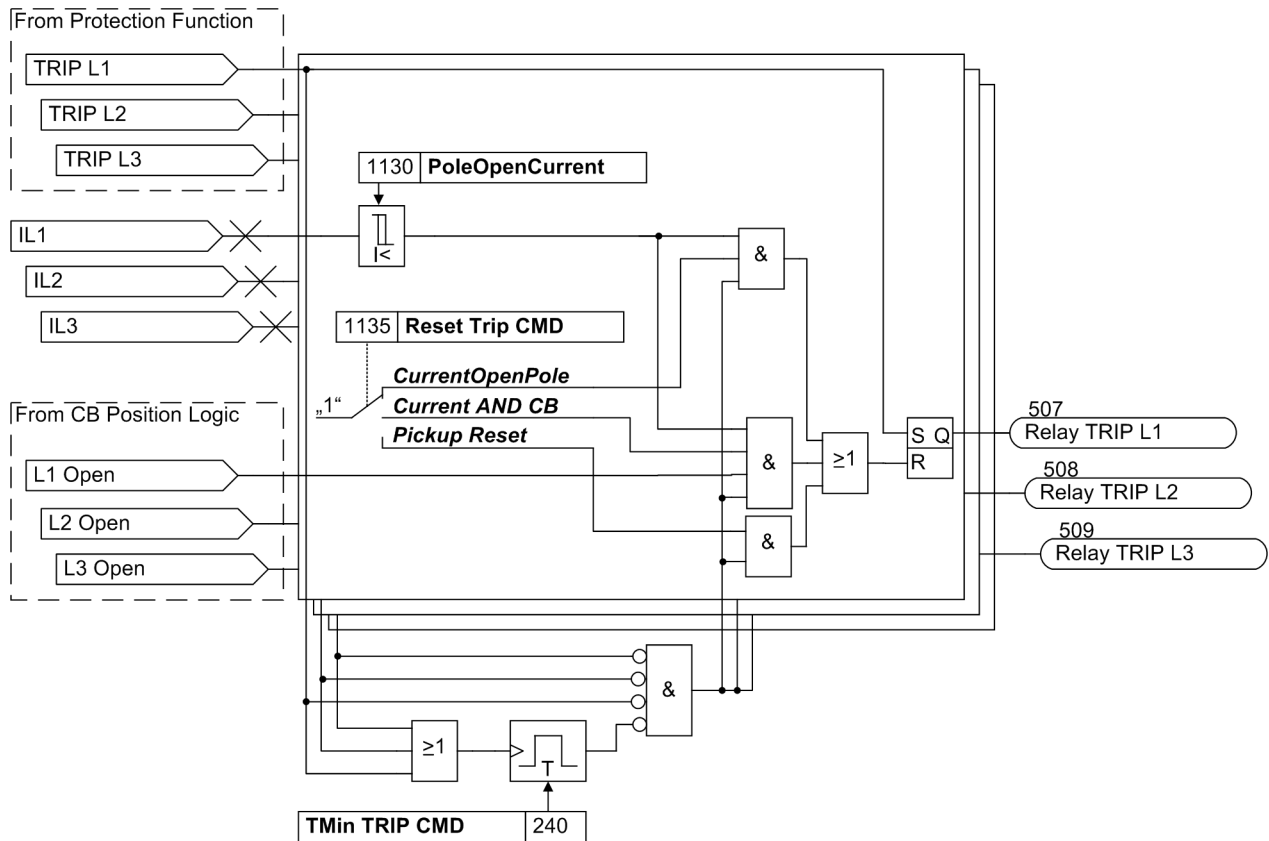 From Protection Function
TRIP L1
TRIP L2
TRIP L3
1130 PoleOpenCurrent
IL1
I<
&
IL2
IL3
1135 Reset Trip CMD
CurrentOpenPole
„1“
Current AND CB
From CB Position Logic
Pickup Reset
507
S Q
Relay TRIP L1
&
≥1
R
L1 Open
508
Relay TRIP L2
L2 Open
509
&
Relay TRIP L3
L3 Open
&
≥1
T
TMin TRIP CMD 240